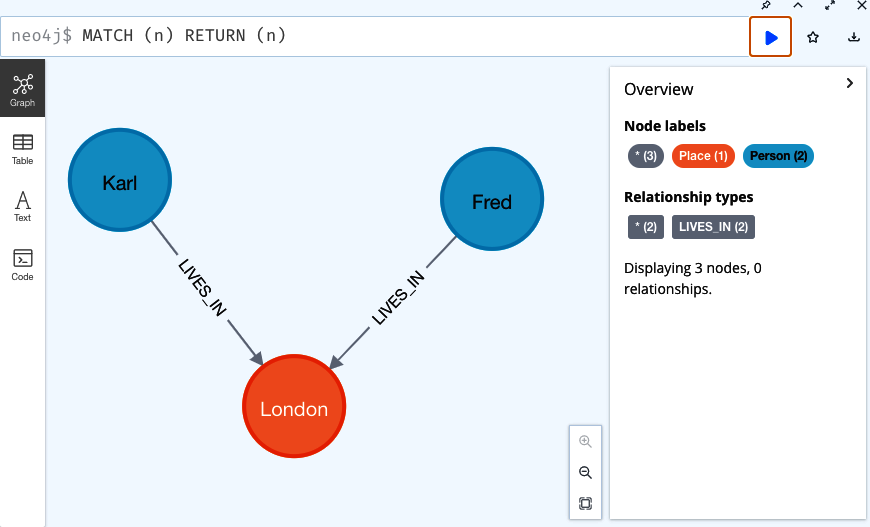 neo4j$ MATCH (n) RETURN (n)
Graph
Table
Text
Code
Karl
Fred
LIVES_IN
LIVES_IN
London
Overview
Node labels
* (3) Place (1) Person (2)
Relationship types
* (2) LIVES_IN (2)
Displaying 3 nodes, 0
relationships.